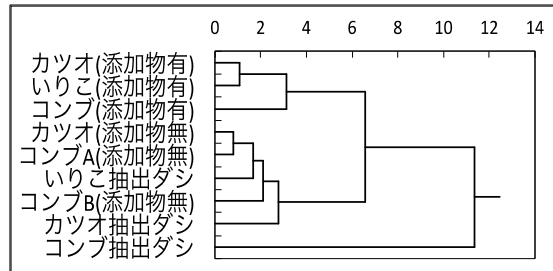 0 2 4 6 8 10 12 14
カツオ(添加物有)
いりこ(添加物有)
コンブ(添加物有)
カツオ(添加物無)
コンブA(添加物無)
いりこ抽出ダシ
コンブB(添加物無)
カツオ抽出ダシ
コンブ抽出ダシ